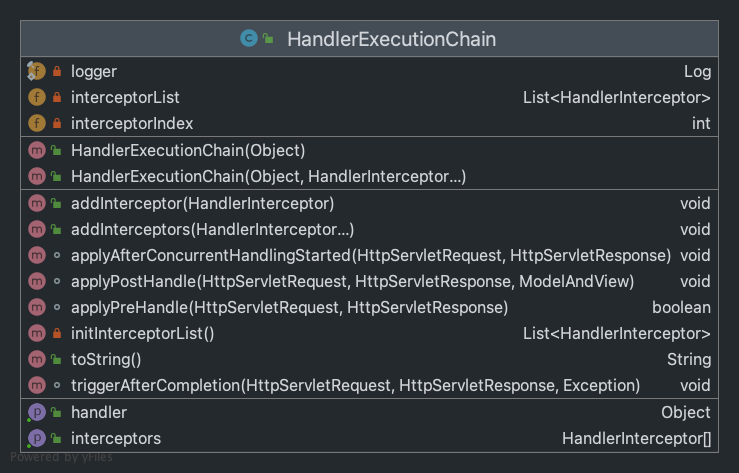 HandlerExecutionChain
logger Log
interceptorList List<HandlerInterceptor>
interceptorIndex int
HandlerExecutionChain(Object)
HandlerExecutionChain(Object, HandlerInterceptor...)
addInterceptor(HandlerInterceptor) void
addInterceptors(HandlerInterceptor...) void
applyAfterConcurrentHandlingStarted(HttpServletRequest, HttpServletResponse) void
applyPostHandle(HttpServletRequest, HttpServletResponse, ModelAndView) void
applyPreHandle(HttpServletRequest, HttpServletResponse) boolean
initInterceptorList() List<HandlerInterceptor>
toString() String
triggerAfterCompletion(HttpServletRequest, HttpServletResponse, Exception) void
handler Object
interceptors HandlerInterceptor[]
Powered by yFiles